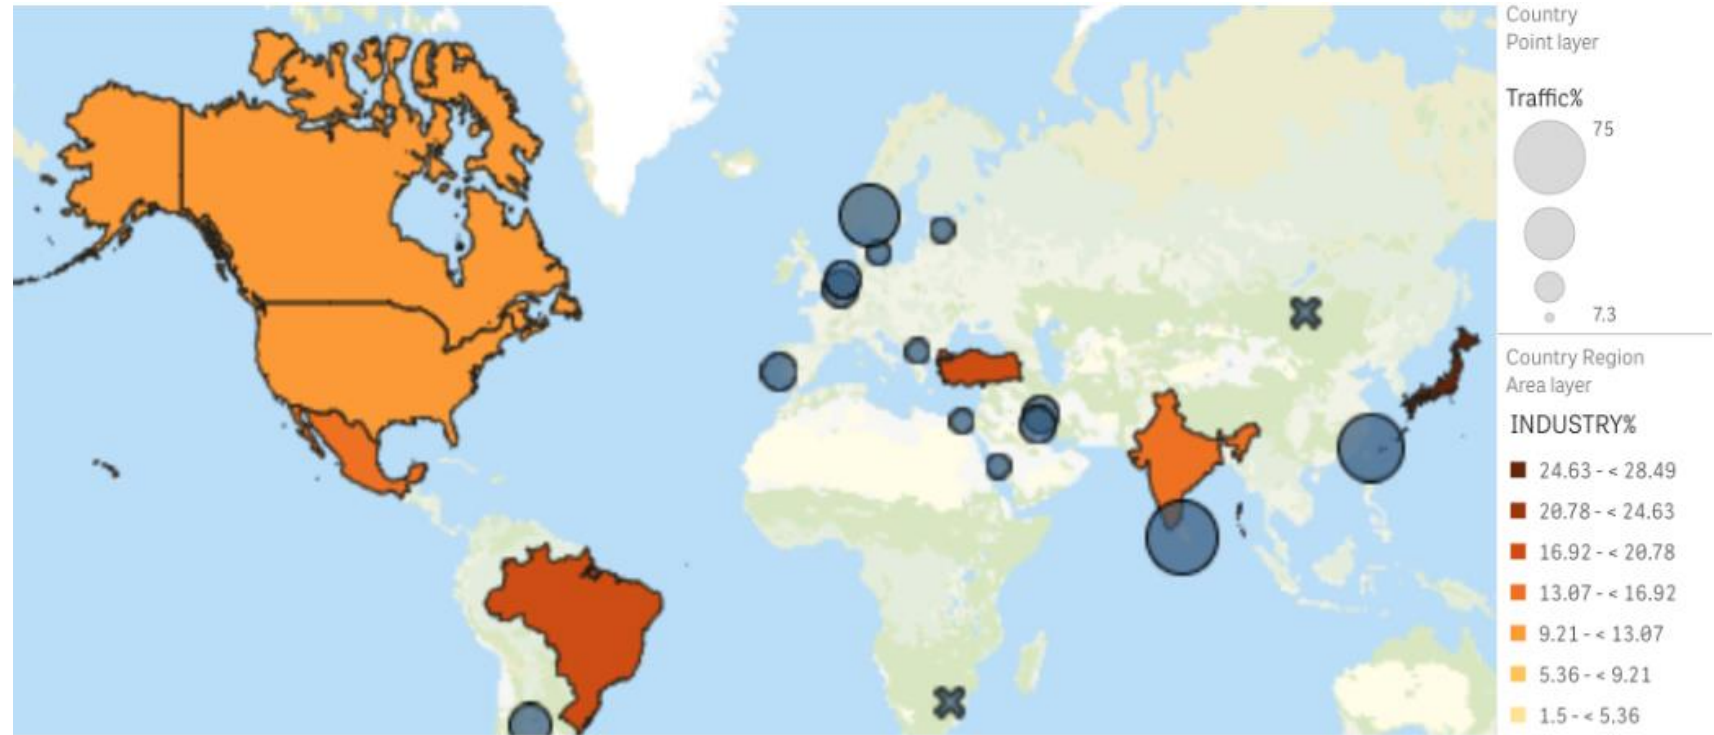 Country
Point layer
Traffic%
75
7.3
Country Region
Area layer
INDUSTRY%
24.63 - < 28.49
20.78 - < 24.63
16.92 - < 20.78
13.07 - < 16.92
9.21 - < 13.07
5.36 - < 9.21
1.5 - < 5.36